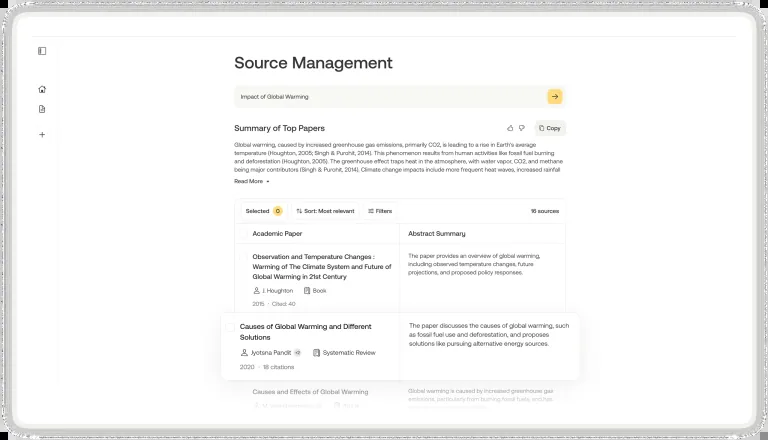 Source Management
Impact of Global Warming
Summary of Top Papers
Copy
Global warming, caused by increased greenhouse gas emissions, primarily CO2, is leading to a rise in Earth's average
temperature (Houghton, 2005; Singh & Purohit, 2014). This phenomenon results from human activities like fossil fuel burning
and deforestation (Houghton, 2005). The greenhouse effect traps heat in the atmosphere, with water vapor, CO2, and methane
being major contributors (Singh & Purohit, 2014). Climate change impacts include more frequent heat waves, increased rainfall
Read More
Selected 0 Sort: Most relevant Filters 16 sources
Academic Paper Abstract Summary
Observation and Temperature Changes :
Warming of The Climate System and Future of
Global Warming in 21st Century
J. Houghton Book
2015 · Cited: 40
The paper provides an overview of global warming,
including observed temperature changes, future
projections, and proposed policy responses.
Causes of Global Warming and Different
Solutions
Jyotsna Pandit +2 Systematic Review
2020 · 18 citations
The paper discusses the causes of global warming, such
as fossil fuel use and deforestation, and proposes
solutions like pursuing alternative energy sources.
Causes and Effects of Global Warming
Global warming is caused by increased greenhouse gas
emissions, particularly from burning fossil fuels, and has